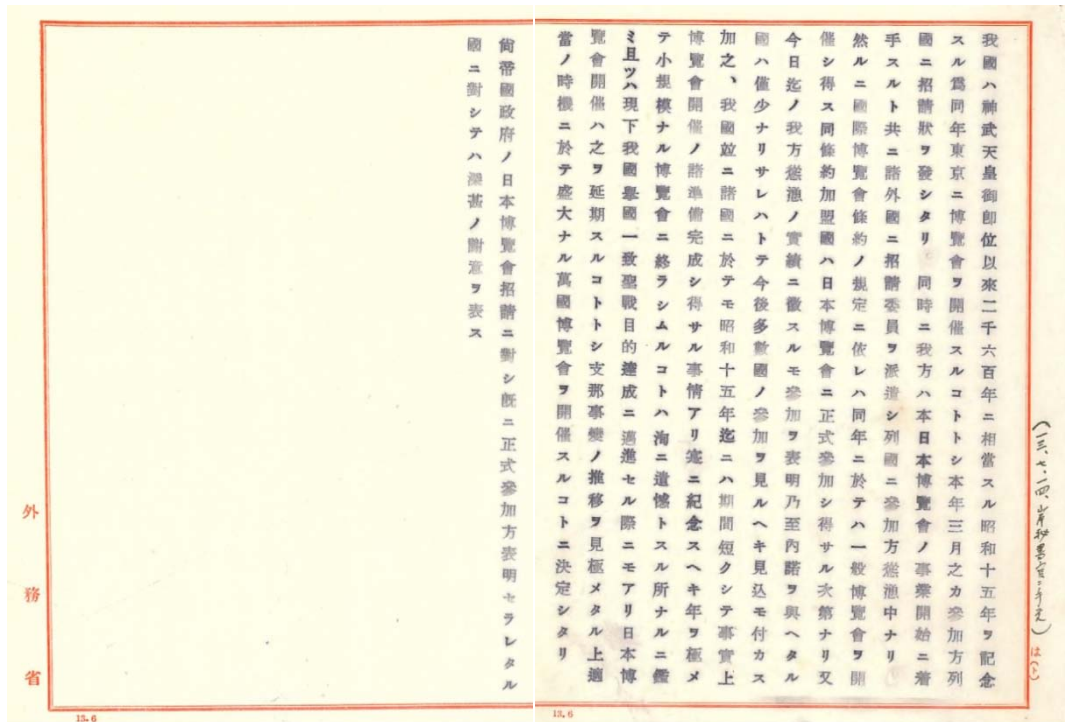 (一三、七、一四、岸秘書官ニ手交)
は(ト)
我國ハ神武天皇御卽位以來二千六百年ニ相當スル昭和十五年ヲ記念
スル爲同年東京ニ博覽會ヲ開催スルコトトシ本年三月之カ參加方列
國ニ招請狀ヲ發シタリ 同時ニ我方ハ本日本博覽會ノ事業開始ニ着
手スルト共ニ諸外國ニ招請委員ヲ派遣シ列國ニ參加方慫慂中ナリ
然ルニ國際博覽會條約ノ規定ニ依レハ同年ニ於テハ一般博覽會ヲ開
催シ得ス同條約加盟國ハ日本博覽會ニ正式參加シ得サル次第ナリ又
今日迄ノ我方慫慂ノ實績ニ徵スルモ參加ヲ表明乃至內諾ヲ與ヘタル
國ハ僅少ナリサレハトテ今後多數國ノ參加ヲ見ルヘキ見込モ付カス
加之、我國竝ニ諸國ニ於テモ昭和十五年迄ニハ期間短クシテ事實上
博覽會開催ノ諸準備完成シ得サル事情アリ寔ニ紀念スヘキ年ヲ極メ
テ小規模ナル博覽會ニ終ラシムルコトハ洵ニ遺憾トスル所ナルニ鑑
ミ且ツハ現下我國擧國一致聖戰目的達成ニ邁進セル際ニモアリ日本博
覽會開催ハ之ヲ延期スルコトトシ支那事變ノ推移ヲ見極メタル上適
當ノ時機ニ於テ盛大ナル萬國博覽會ヲ開催スルコトニ決定シタリ
13.6
尙帶國政府ノ日本博覽會招請ニ對シ旣ニ正式參加方表明セラレタル
國ニ對シテハ深甚ノ謝意ヲ表ス
外務省
13.6